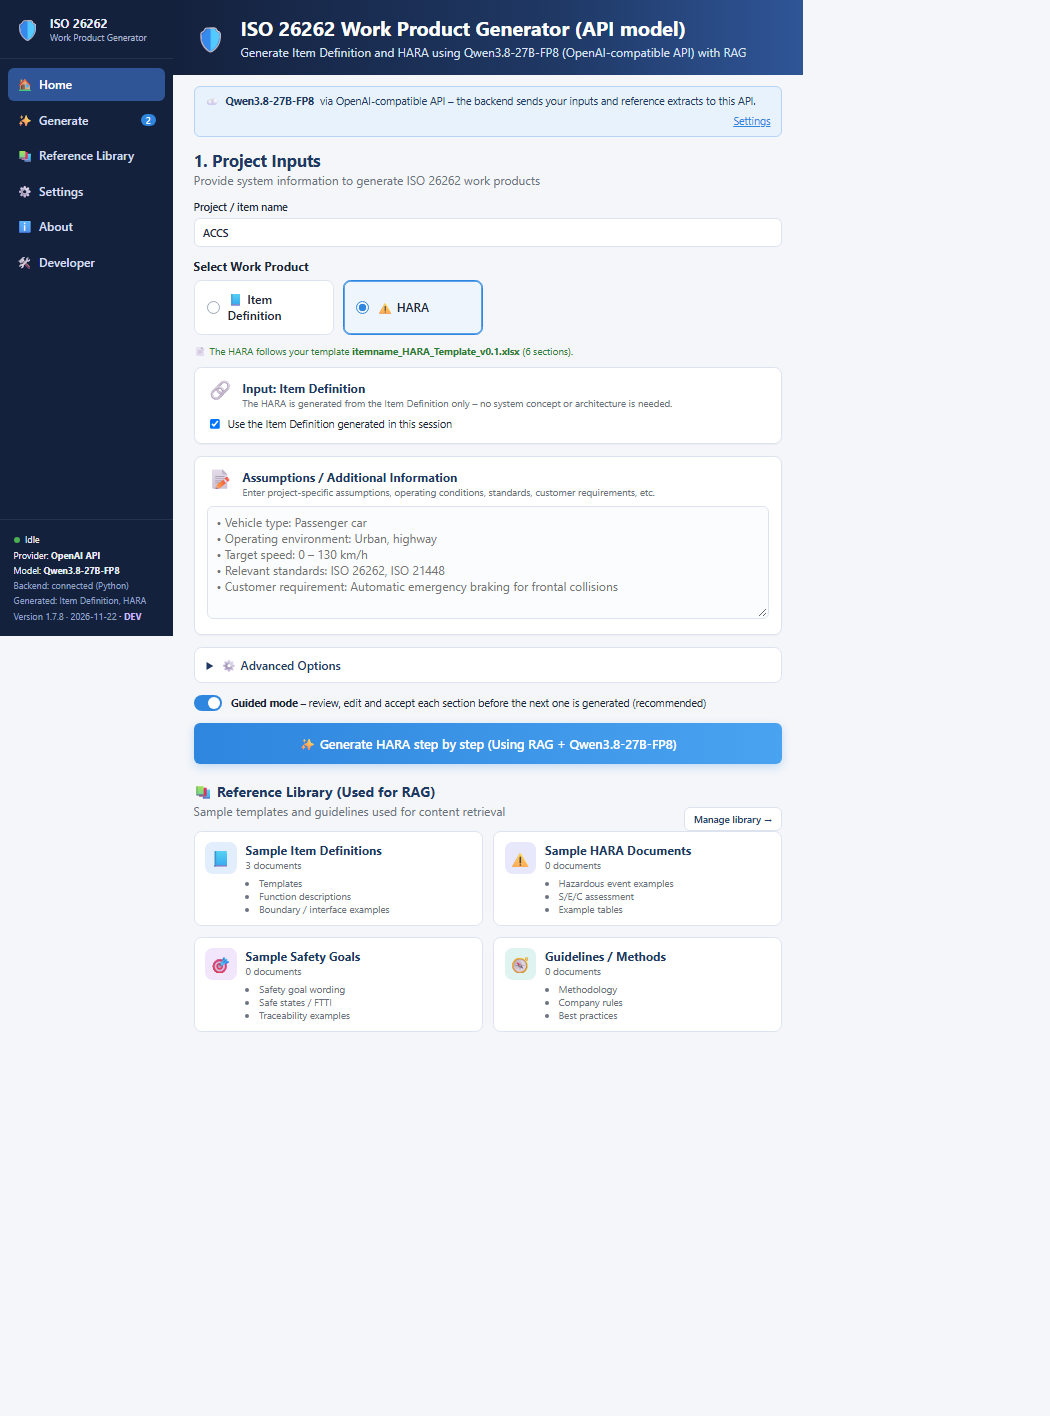 ISO 26262
Work Product Generator
Home
Generate
2
Reference Library
Settings
About
Developer
Idle
Provider: OpenAI API
Model: Qwen3.8-27B-FP8
Backend: connected (Python)
Generated: Item Definition, HARA
Version 1.7.8 · 2026-11-22 - DEV
ISO 26262 Work Product Generator (API model)
Generate Item Definition and HARA using Qwen3.8-27B-FP8 (OpenAI-compatible API) with RAG
Qwen3.8-27B-FP8 via OpenAI-compatible API – the backend sends your inputs and reference extracts to this API.
Settings
1. Project Inputs
Provide system information to generate ISO 26262 work products
Project / item name
ACCS
Select Work Product
Item
Definition
HARA
The HARA follows your template itemname_HARA_Template_v0.1.xlsx (6 sections).
Input: Item Definition
The HARA is generated from the Item Definition only – no system concept or architecture is needed.
Use the Item Definition generated in this session
Assumptions / Additional Information
Enter project-specific assumptions, operating conditions, standards, customer requirements, etc.
• Vehicle type: Passenger car
• Operating environment: Urban, highway
• Target speed: 0 – 130 km/h
• Relevant standards: ISO 26262, ISO 21448
• Customer requirement: Automatic emergency braking for frontal collisions
Advanced Options
Guided mode – review, edit and accept each section before the next one is generated (recommended)
Generate HARA step by step (Using RAG + Qwen3.8-27B-FP8)
Reference Library (Used for RAG)
Sample templates and guidelines used for content retrieval
Manage library →
Sample Item Definitions
3 documents
• Templates
• Function descriptions
• Boundary / interface examples
Sample HARA Documents
0 documents
• Hazardous event examples
• S/E/C assessment
• Example tables
Sample Safety Goals
0 documents
• Safety goal wording
• Safe states / FTTI
• Traceability examples
Guidelines / Methods
0 documents
• Methodology
• Company rules
• Best practices